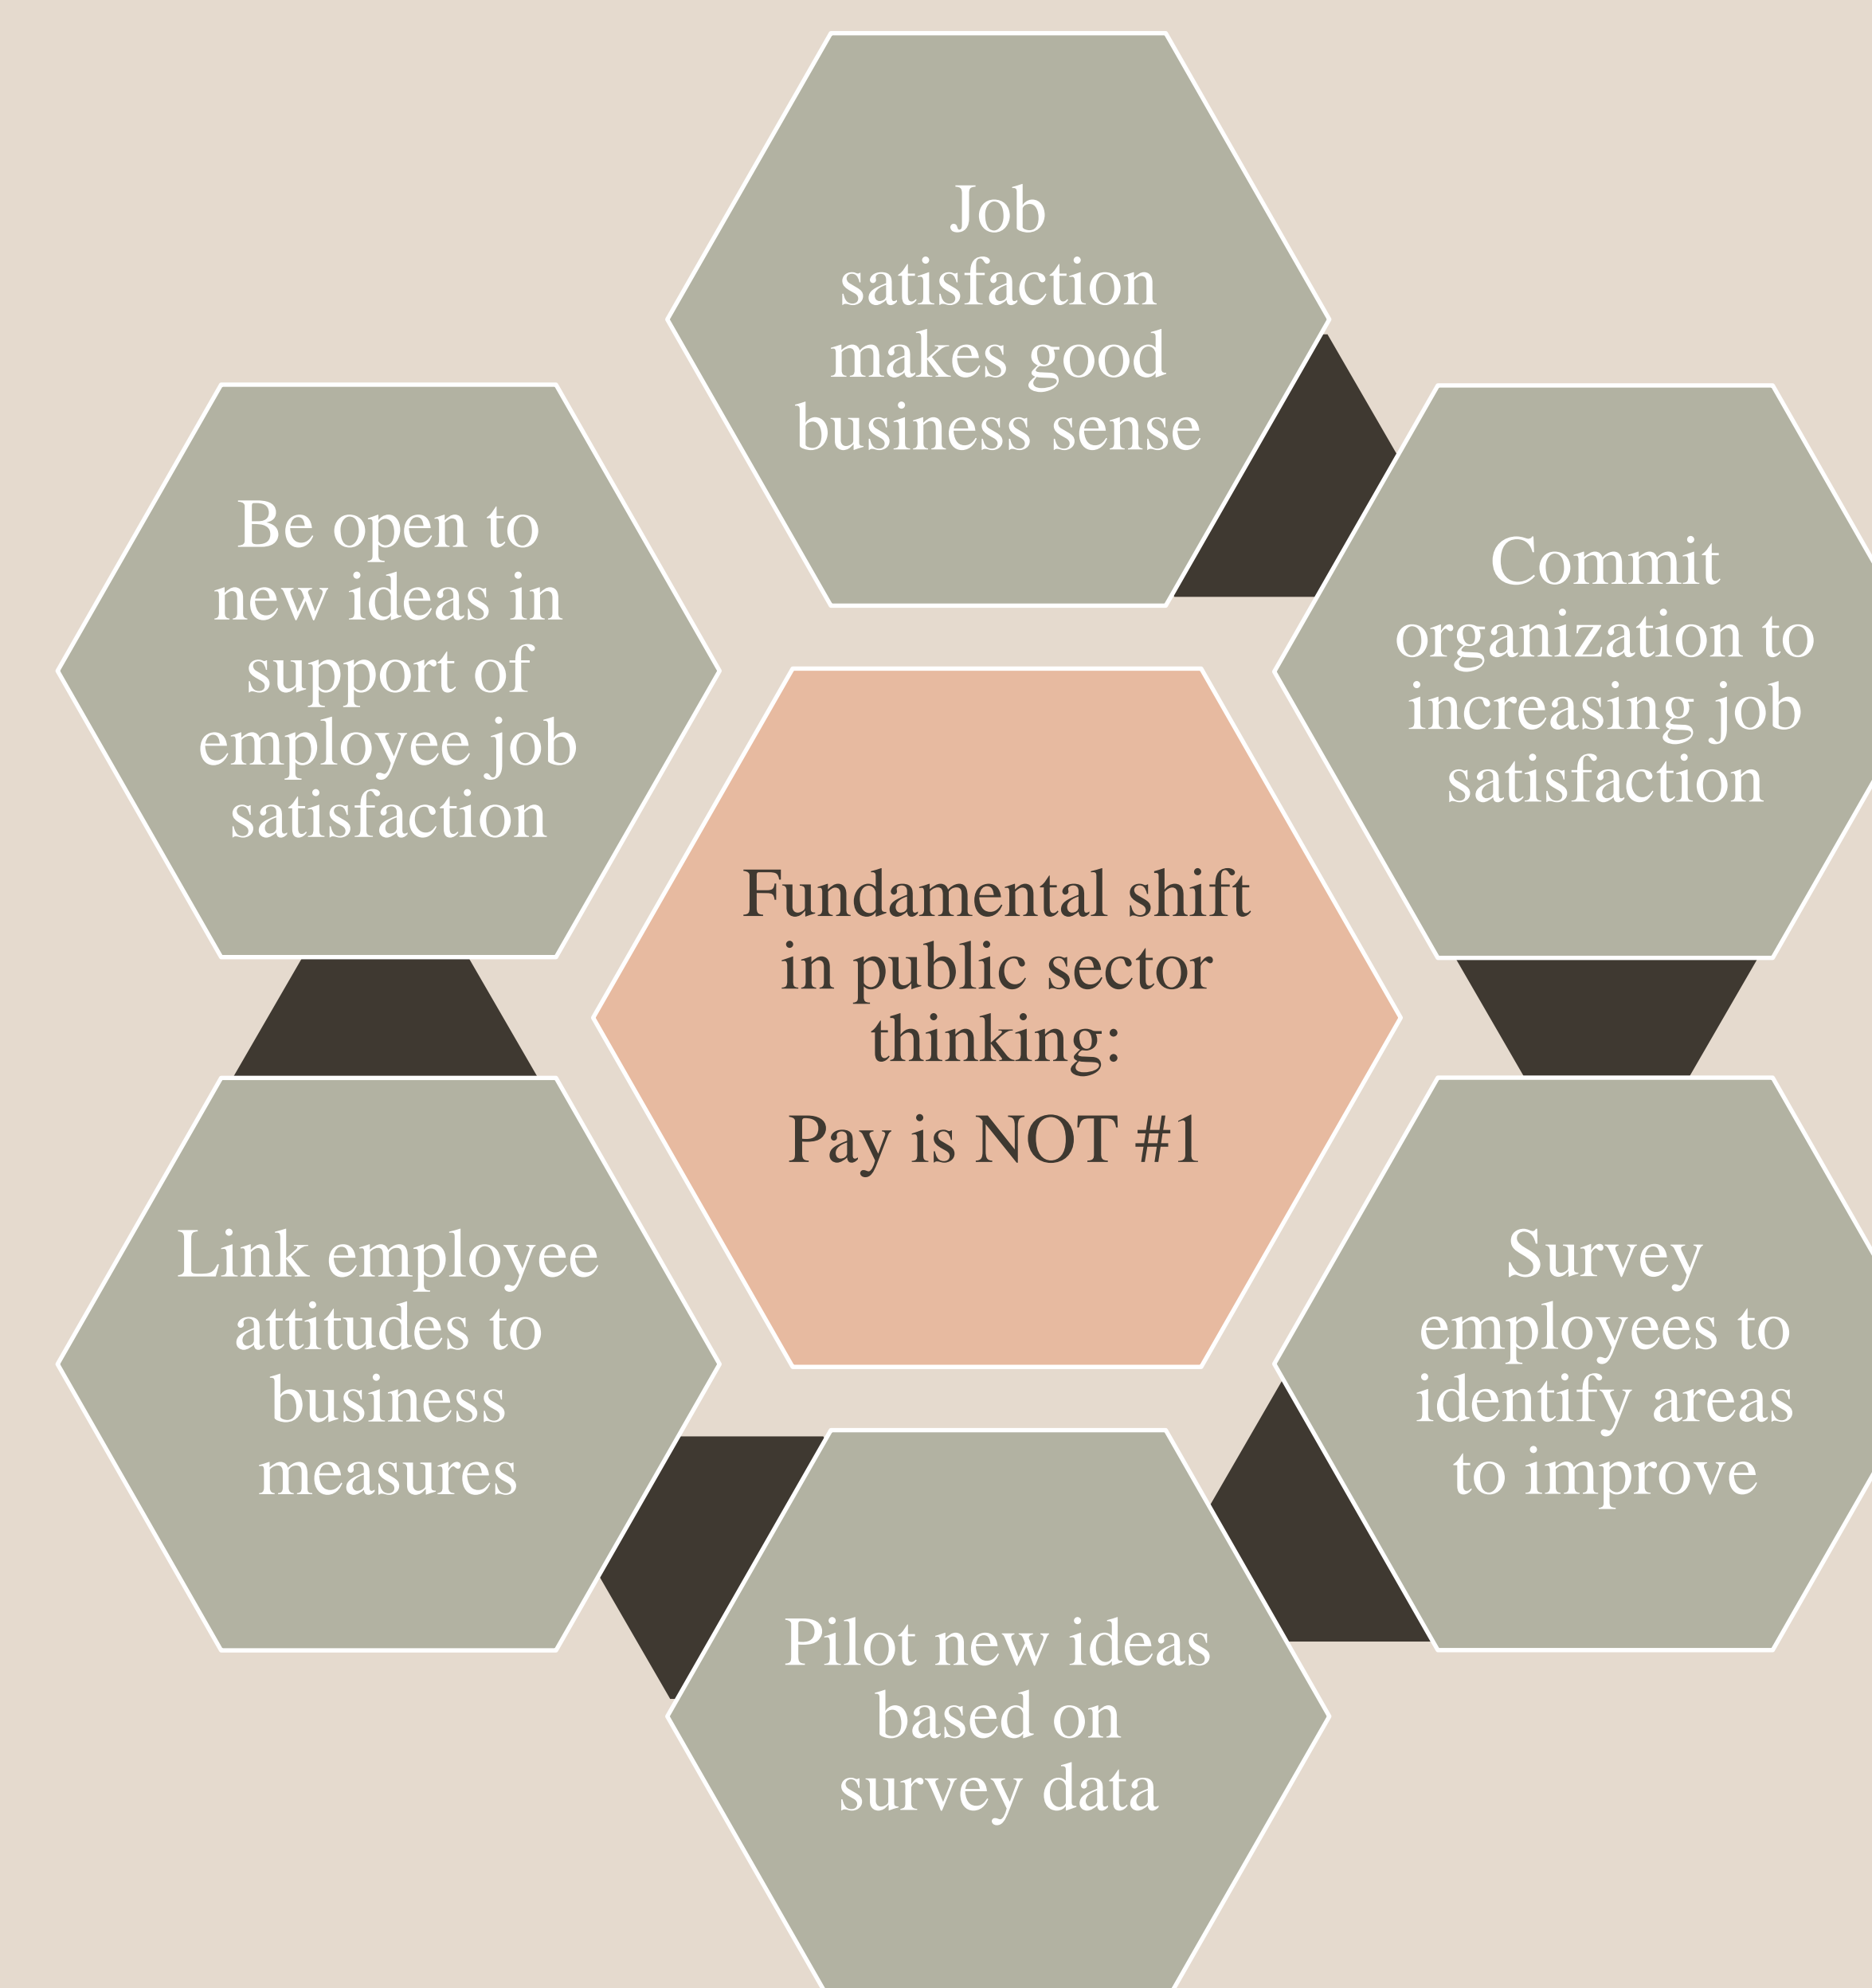 Job
satisfaction
makes good
business sense
Be open to
new ideas in
support of
employee job
satisfaction
Commit
organization to
increasing job
satisfaction
Fundamental shift
in public sector
thinking:
Pay is NOT #1
Link employee
attitudes to
business
measures
Survey
employees to
identify areas
to improve
Pilot new ideas
based on
survey data